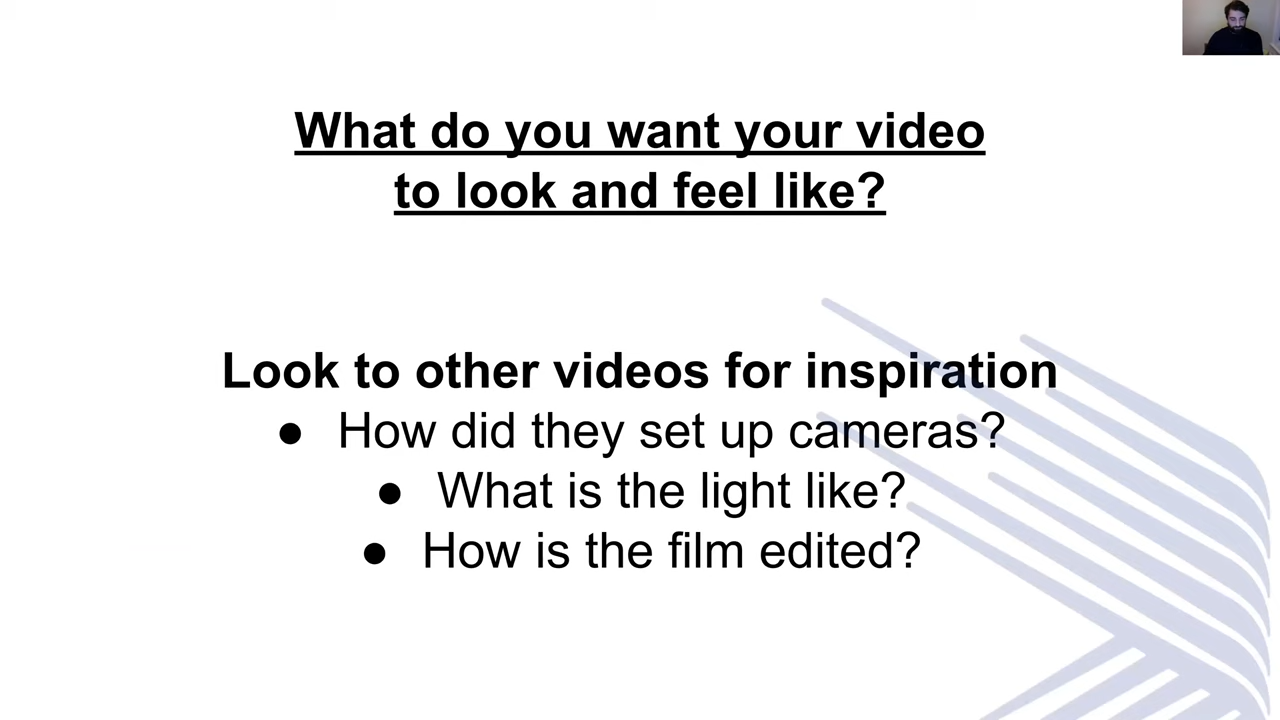 What do you want your video
to look and feel like?
Look to other videos for inspiration
● How did they set up cameras?
● What is the light like?
● How is the film edited?